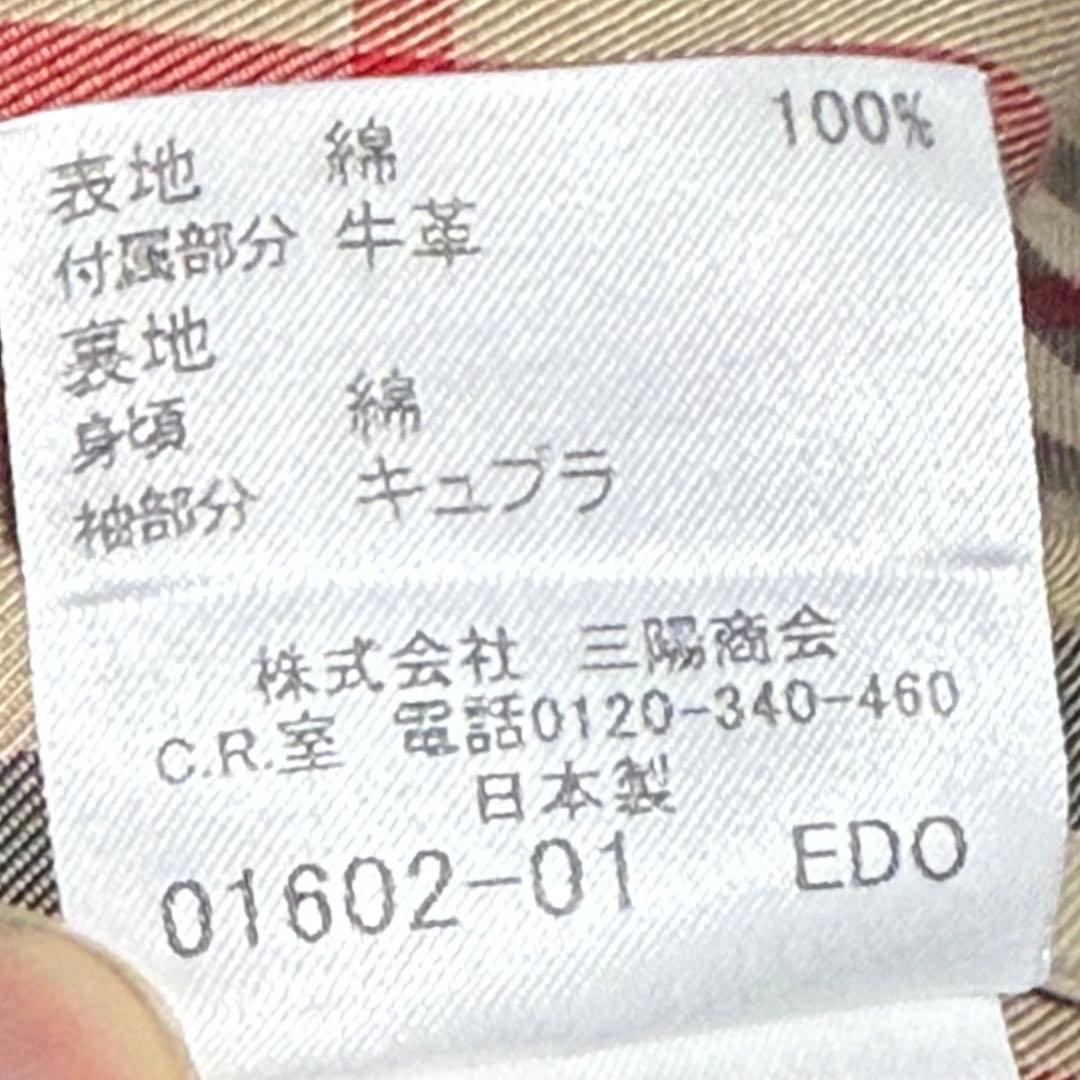 表地 綿 100%
付属部分 牛革
裏地
身頃 綿
袖部分 キュプラ
株式会社 三陽商会
C.R.室 電話0120-340-460
日本製
01602-01 EDO